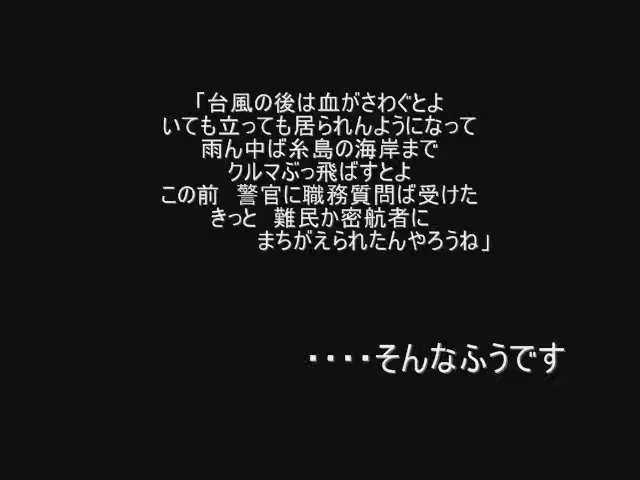 「台風の後は血がさわぐとよ
いても立っても居られんようになって
雨ん中ば糸島の海岸まで
クルマぶっ飛ばすとよ
この前　警官に職務質問ば受けた
きっと　難民か密航者に
まちがえられたんやろうね」
・・・・そんなふうです